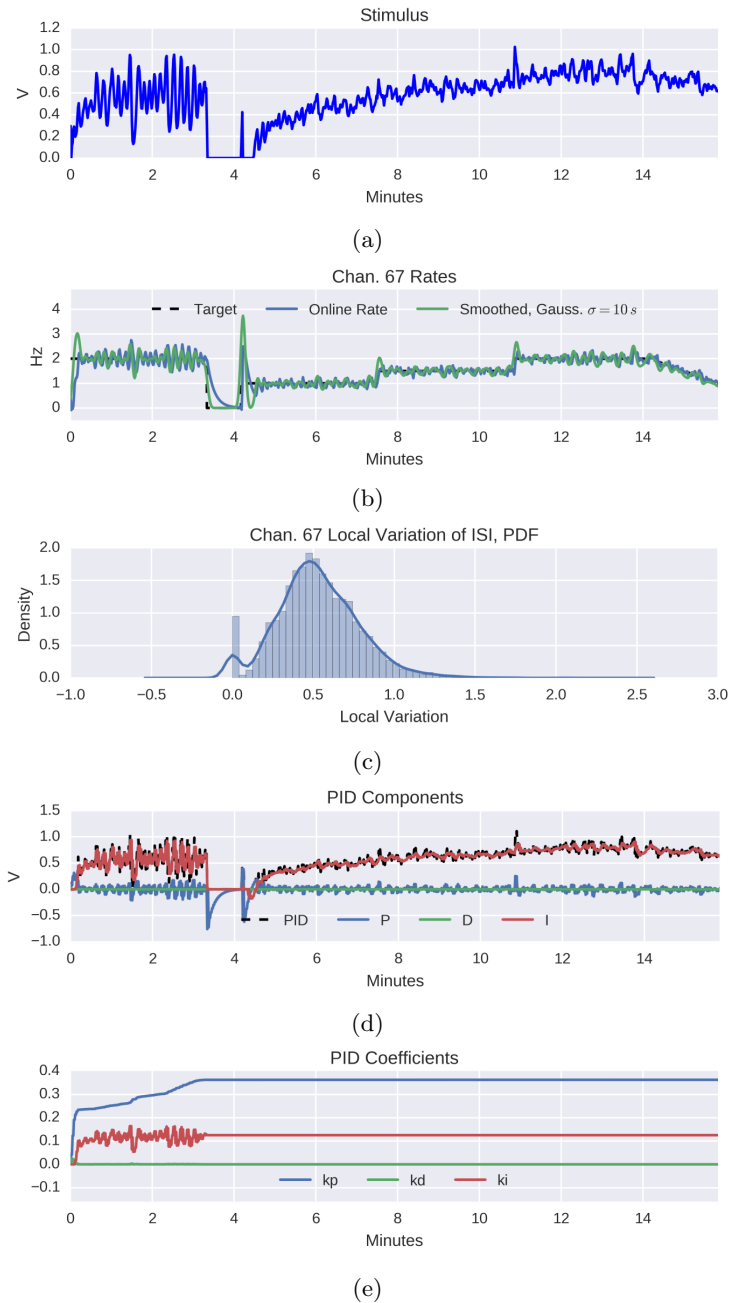 Stimulus
1.2
1.0
0.8
0.6
0.4
0.2
0.0
V
0 2 4 6 8 10 12 14
Minutes
(a)
Chan. 67 Rates
Target Online Rate Smoothed, Gauss. σ = 10 s
4
3
2
1
0
Hz
0 2 4 6 8 10 12 14
Minutes
(b)
Chan. 67 Local Variation of ISI, PDF
2.0
1.5
1.0
0.5
0.0
Density
−1.0 −0.5 0.0 0.5 1.0 1.5 2.0 2.5 3.0
Local Variation
(c)
PID Components
1.5
1.0
0.5
0.0
−0.5
−1.0
V
PID P D I
0 2 4 6 8 10 12 14
Minutes
(d)
PID Coefficients
0.4
0.3
0.2
0.1
0.0
−0.1
kp kd ki
0 2 4 6 8 10 12 14
Minutes
(e)